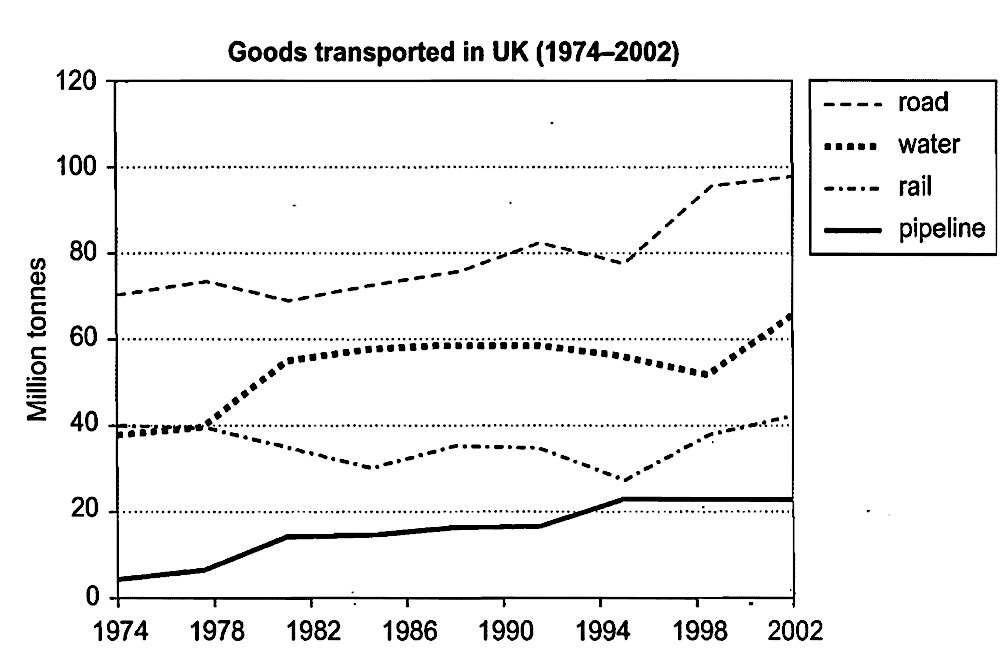 Goods transported in UK (1974–2002)
120
100
80
60
40
20
0
Million tonnes
1974 1978 1982 1986 1990 1994 1998 2002
road
water
rail
pipeline